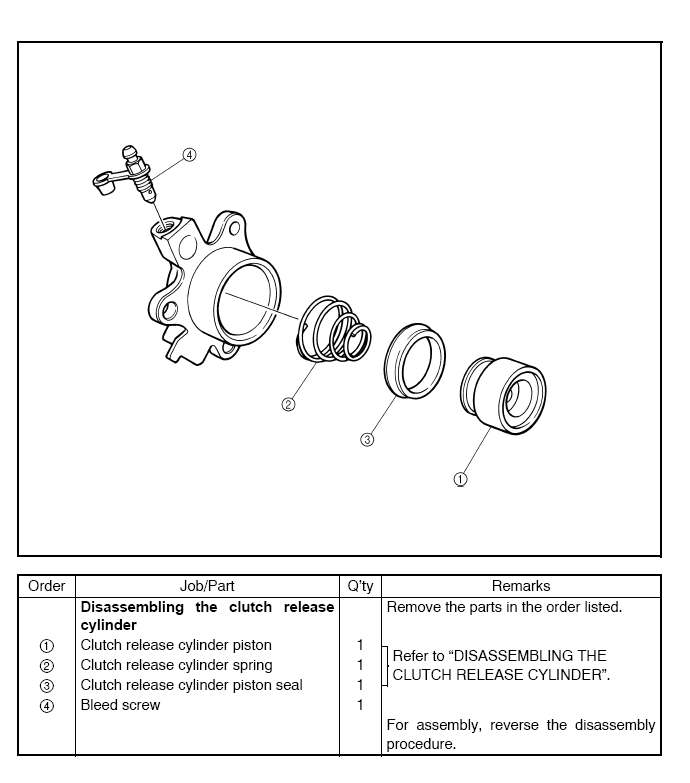 ④
②
③
①
Order Job/Part Q'ty Remarks
Disassembling the clutch release Remove the parts in the order listed.
cylinder
① Clutch release cylinder piston 1
② Clutch release cylinder spring 1 Refer to “DISASSEMBLING THE
③ Clutch release cylinder piston seal 1 CLUTCH RELEASE CYLINDER”.
④ Bleed screw 1
For assembly, reverse the disassembly
procedure.